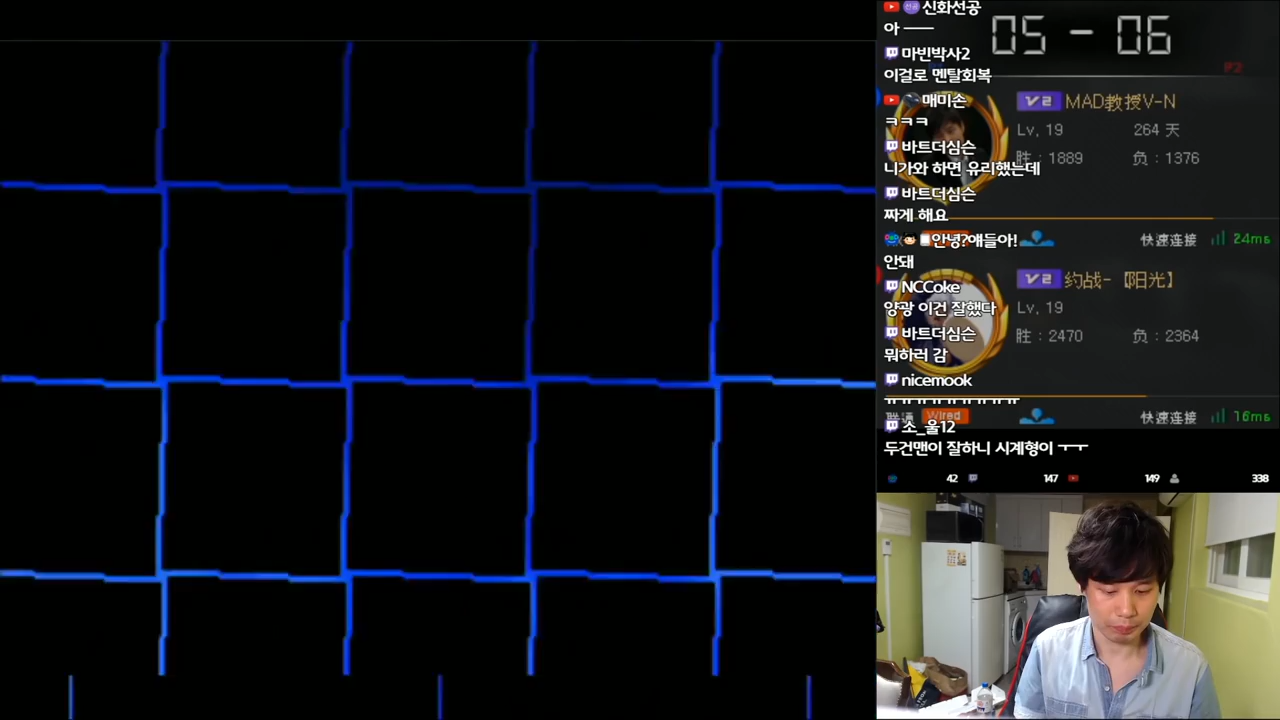 신화선공
아 ──
마빈박사2
이걸로 멘탈회복
매미손
ㅋㅋㅋ
바트더심슨
니가와 하면 유리했는데
바트더심슨
짜게 해요
안녕?얘들아!
안돼
NCCoke
양광 이건 잘했다
바트더심슨
뭐하러 감
nicemook
ㅠㅠㅠㅠㅠㅠㅠㅠㅠㅠ
소_울12
두건맨이 잘하니 시계형이 ㅜㅜ
05 - 06
P2
V2 MAD教授V-N
Lv. 19 264 天
胜 : 1889 负 : 1376
快速连接 24ms
V2 约战-【阳光】
Lv. 19
胜 : 2470 负 : 2364
Wired 快速连接 16ms
42 147 149 338